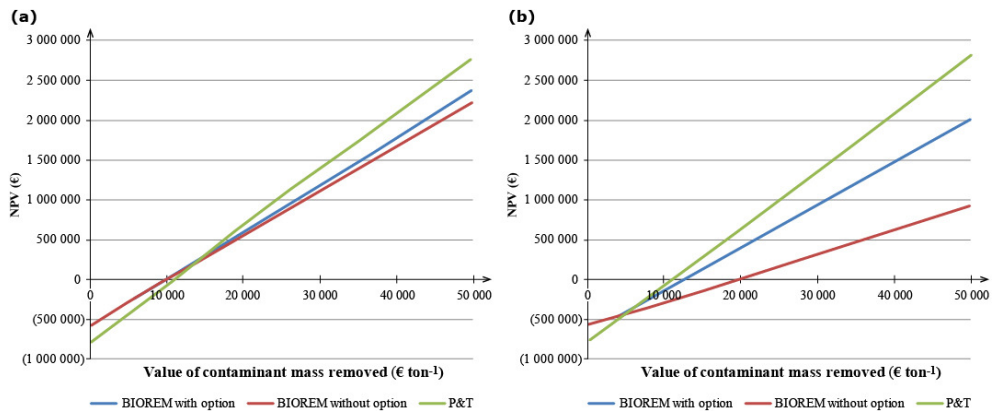 (a)
3 000 000
2 500 000
2 000 000
1 500 000
1 000 000
500 000
0
(500 000)
(1 000 000)
NPV (€)
0
10 000
20 000
30 000
40 000
50 000
Value of contaminant mass removed (€ ton-1)
BIOREM with option
BIOREM without option
P&T
(b)
3 000 000
2 500 000
2 000 000
1 500 000
1 000 000
500 000
0
(500 000)
(1 000 000)
NPV (€)
0
10 000
20 000
30 000
40 000
50 000
Value of contaminant mass removed (€ ton-1)
BIOREM with option
BIOREM without option
P&T